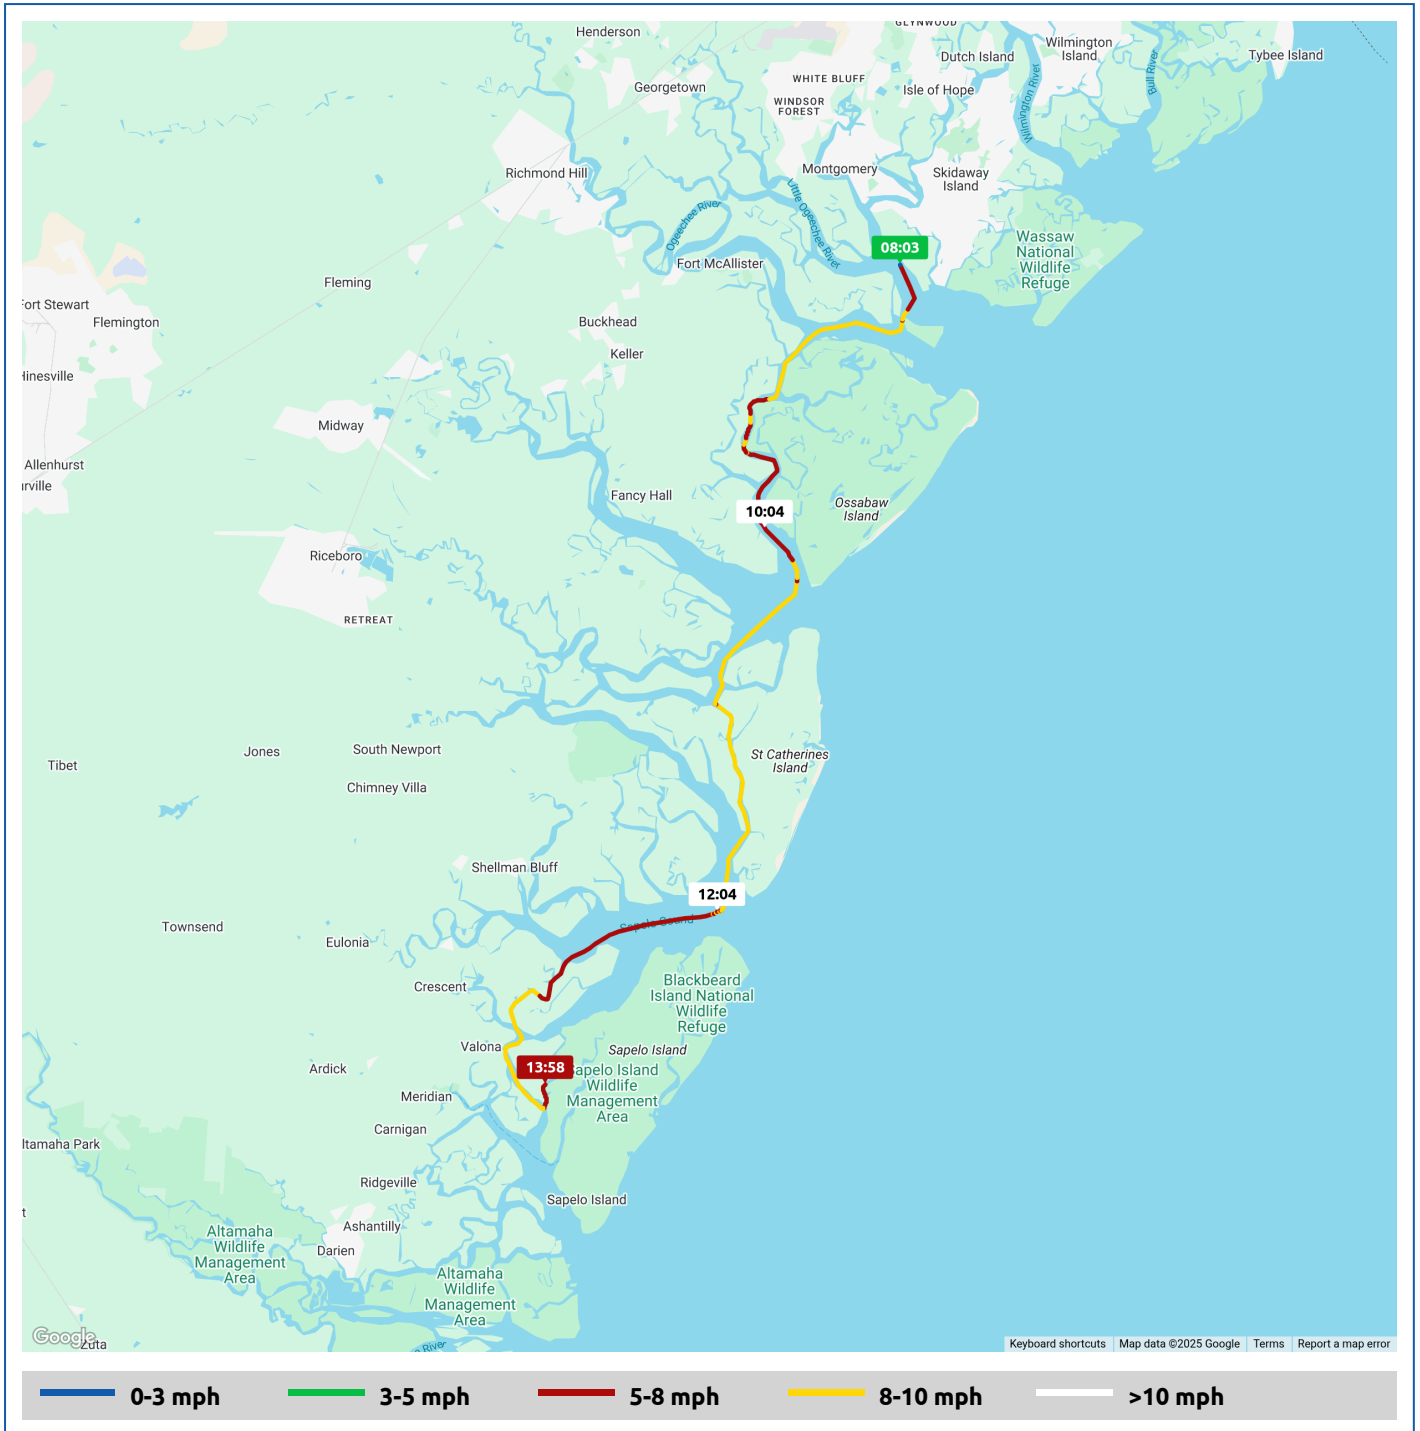 GLYNWOOD
Henderson
Wilmington
Island
Dutch Island
Tybee Island
WHITE BLUFF
Georgetown
Isle of Hope
Bull River
WINDSOR
FOREST
Wilmington River
Richmond Hill
Montgomery
Skidaway
Island
Little Ogeechee River
Ogeechee River
Wassaw
National
Wildlife
Refuge
08:03
Fort McAllister
Fleming
Fort Stewart
Flemington
Buckhead
Keller
Hinesville
Midway
Allenhurst
urville
Fancy Hall
Ossabaw
Island
10:04
Riceboro
RETREAT
Jones
South Newport
St Catherines
Island
Tibet
Chimney Villa
Shellman Bluff
12:04
Sapelo Sound
Townsend
Eulonia
Crescent
Blackbeard
Island National
Wildlife
Refuge
Valona
Sapelo Island
13:58
Sapelo Island
Wildlife
Management
Area
Ardick
Meridian
Carnigan
ltamaha Park
Ridgeville
Sapelo Island
t
Ashantilly
Altamaha
Wildlife
Management
Area
Darien
Altamaha
Wildlife
Management
Area
Google
Zuta
River
Keyboard shortcuts
Map data ©2025 Google
Terms
Report a map error
0-3 mph
3-5 mph
5-8 mph
8-10 mph
>10 mph